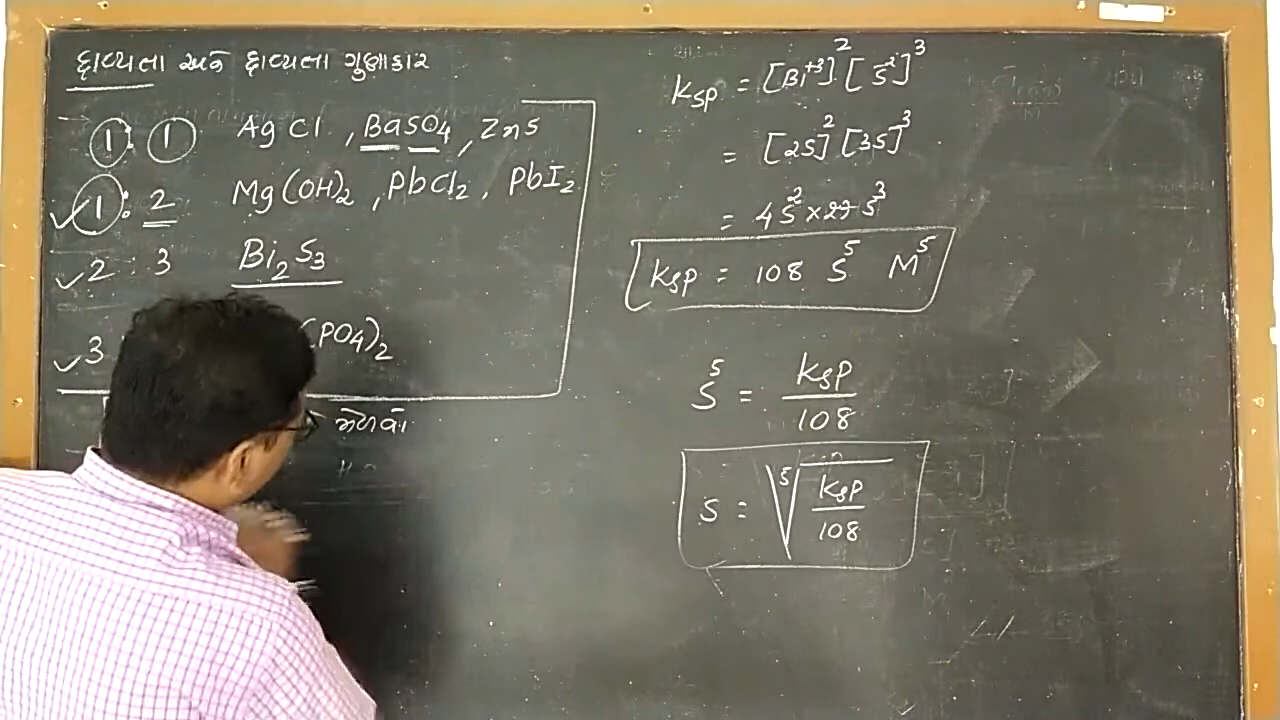 દ્રાવ્યતા અને દ્રાવ્યતા ગુણાકાર
1 : 1 AgCl , BaSO4 , ZnS
✓ 1 : 2 Mg(OH)2 , PbCl2 , PbI2
✓ 2 : 3 Bi2S3
✓ 3 (PO4)2
મેળવો
Ksp = [Bi+3]2 [S-2]3
= [2S]2 [3S]3
= 4S2 × 27 S3
Ksp = 108 S5 M5
S5 = Ksp / 108
S = 5√ Ksp / 108